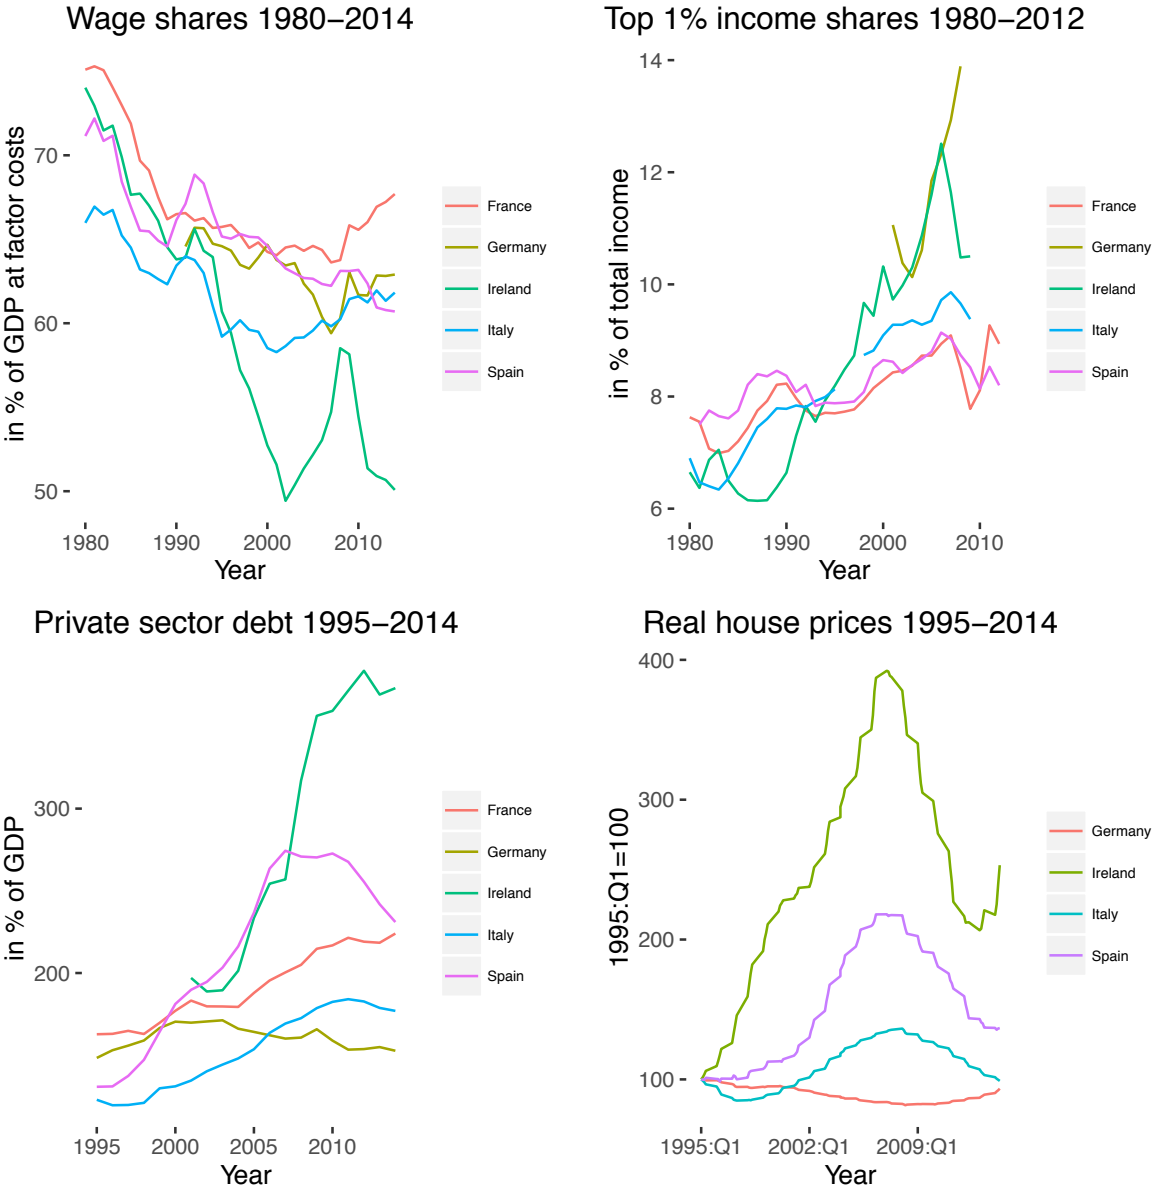 Wage shares 1980−2014
in % of GDP at factor costs
70
60
50
1980 1990 2000 2010
Year
France
Germany
Ireland
Italy
Spain
Top 1% income shares 1980−2012
in % of total income
14
12
10
8
6
1980 1990 2000 2010
Year
France
Germany
Ireland
Italy
Spain
Private sector debt 1995−2014
in % of GDP
300
200
1995 2000 2005 2010
Year
France
Germany
Ireland
Italy
Spain
Real house prices 1995−2014
1995:Q1=100
400
300
200
100
1995:Q1 2002:Q1 2009:Q1
Year
Germany
Ireland
Italy
Spain